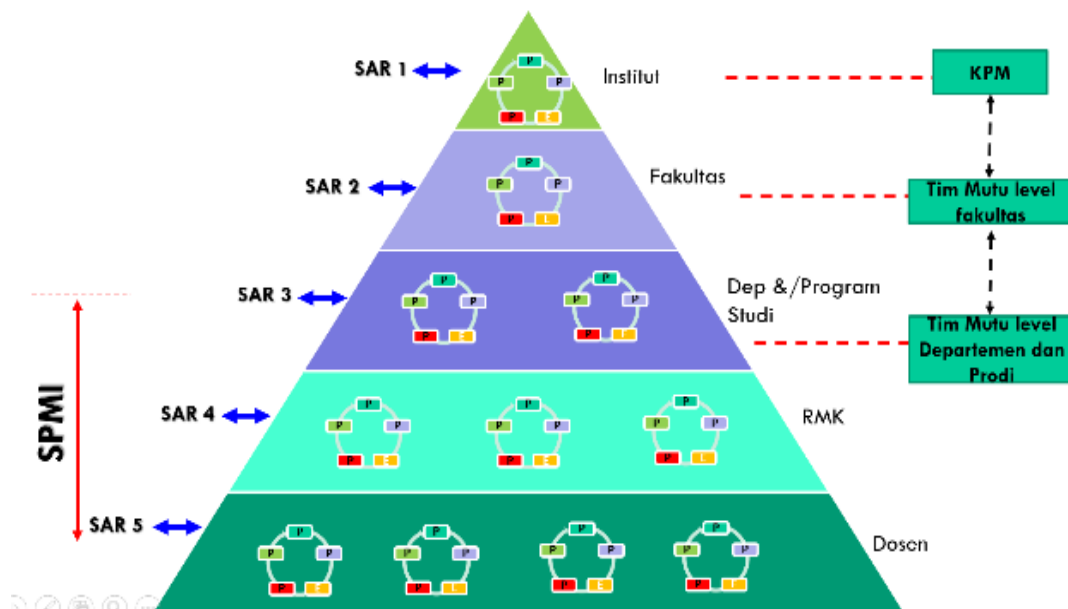 SAR 1
Institut
KPM
P
P
P
P
E
SAR 2
Fakultas
Tim Mutu level
fakultas
P
P
P
P
E
SAR 3
Dep &/Program
Studi
Tim Mutu level
Departemen dan
Prodi
P
P
P
P
P
P
P
E
P
E
SPMI
SAR 4
RMK
P
P
P
P
P
P
P
P
P
P
E
P
E
P
E
SAR 5
Dosen
P
P
P
P
P
P
P
P
P
P
P
P
P
E
P
E
P
E
P
E